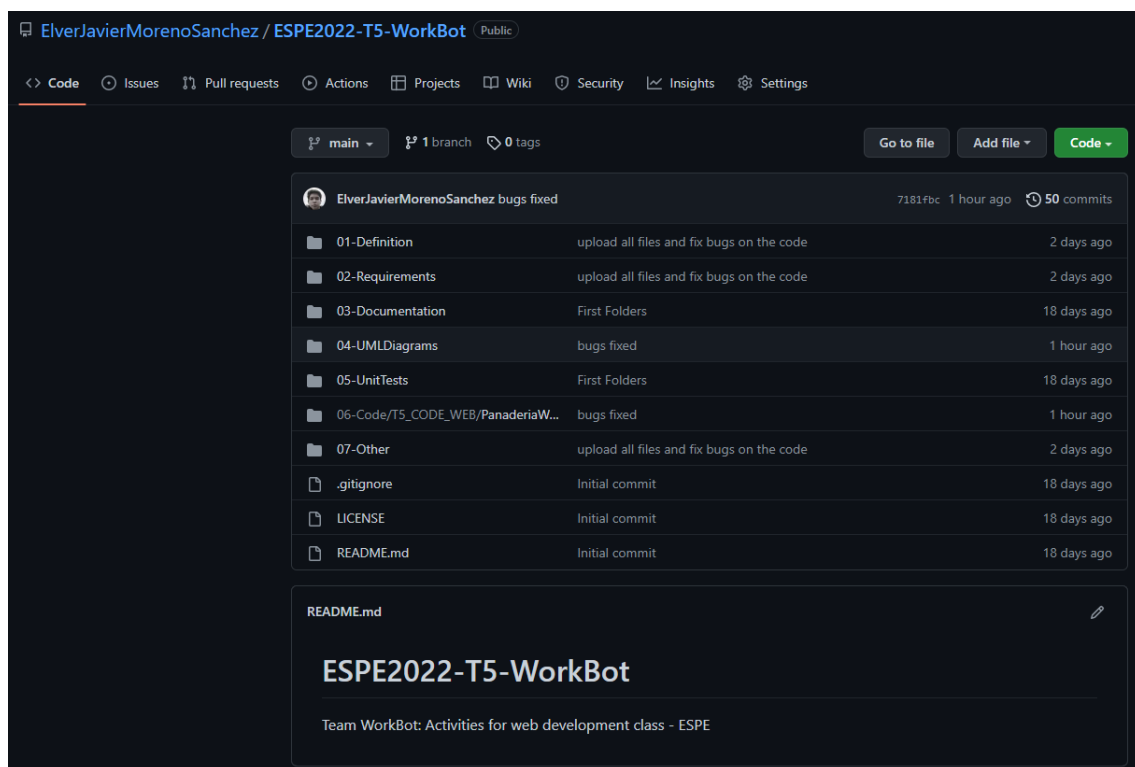 ElverJavierMorenoSanchez / ESPE2022-T5-WorkBot Public
Code Issues Pull requests Actions Projects Wiki Security Insights Settings
main 1 branch 0 tags Go to file Add file Code
ElverJavierMorenoSanchez bugs fixed 7181fbc 1 hour ago 50 commits
01-Definition upload all files and fix bugs on the code 2 days ago
02-Requirements upload all files and fix bugs on the code 2 days ago
03-Documentation First Folders 18 days ago
04-UMLDiagrams bugs fixed 1 hour ago
05-UnitTests First Folders 18 days ago
06-Code/T5_CODE_WEB/PanaderiaW... bugs fixed 1 hour ago
07-Other upload all files and fix bugs on the code 2 days ago
.gitignore Initial commit 18 days ago
LICENSE Initial commit 18 days ago
README.md Initial commit 18 days ago
README.md
ESPE2022-T5-WorkBot
Team WorkBot: Activities for web development class - ESPE